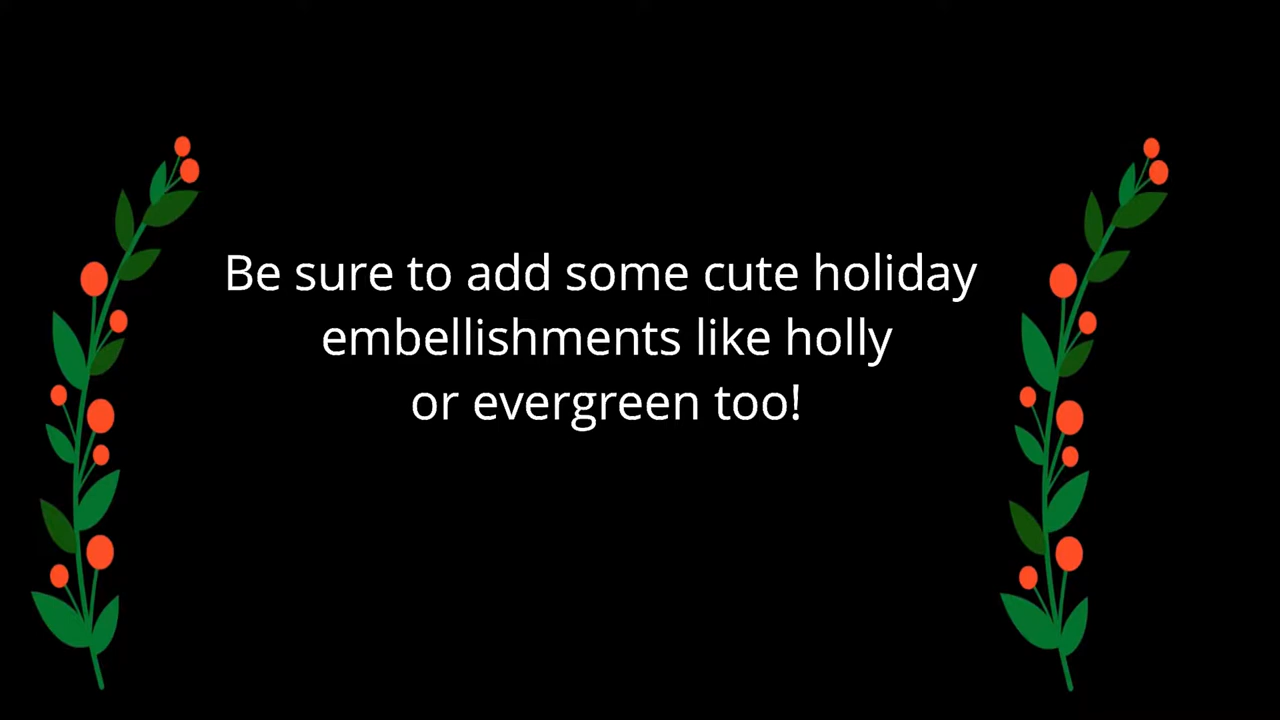 Be sure to add some cute holiday
embellishments like holly
or evergreen too!